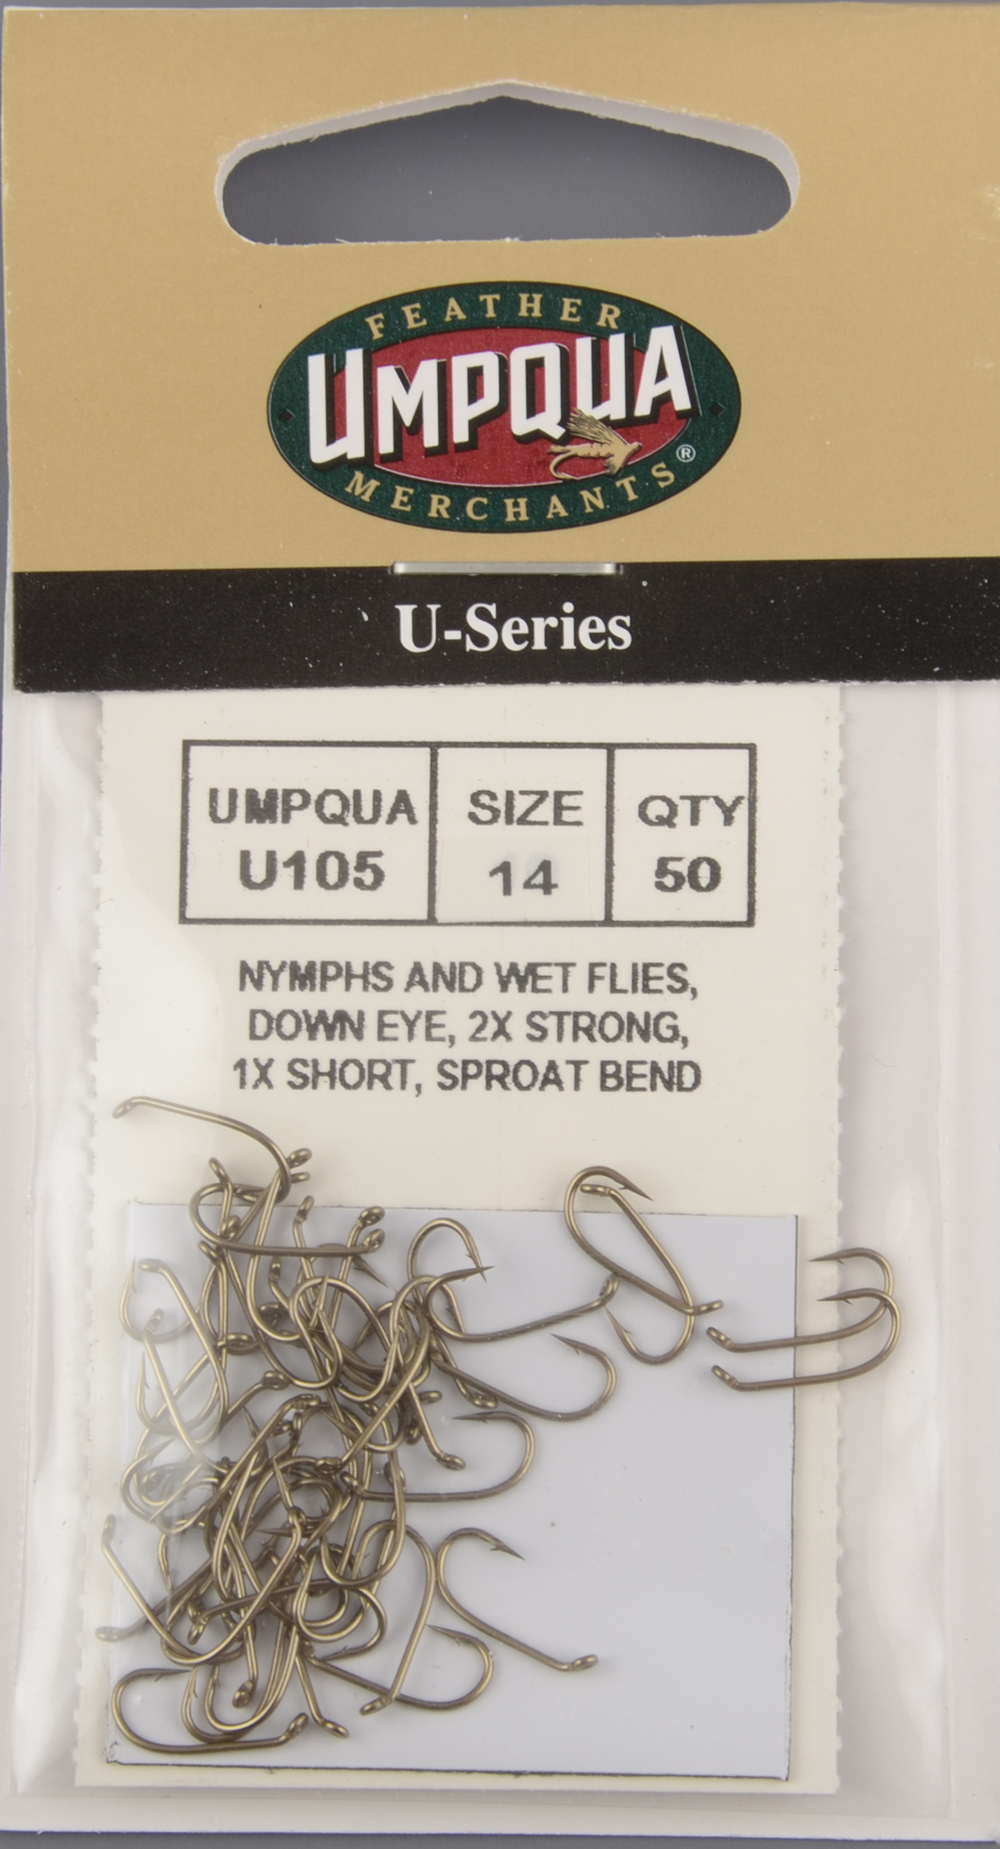 FEATHER
UMPQUA
MERCHANTS®
U-Series
UMPQUA SIZE QTY
U105 14 50
NYMPHS AND WET FLIES,
DOWN EYE, 2X STRONG,
1X SHORT, SPROAT BEND